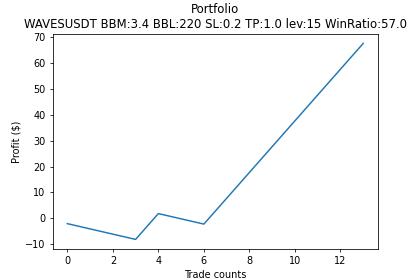 Portfolio
WAVESUSDT BBM:3.4 BBL:220 SL:0.2 TP:1.0 lev:15 WinRatio:57.0
70
60
50
40
30
20
10
0
−10
Profit ($)
0 2 4 6 8 10 12
Trade counts